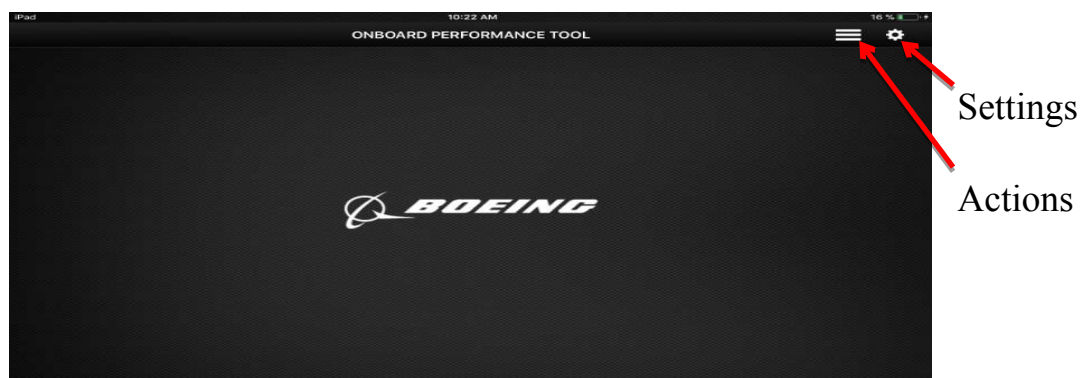 iPad
10:22 AM
16 %
ONBOARD PERFORMANCE TOOL
Settings
Actions
BOEING